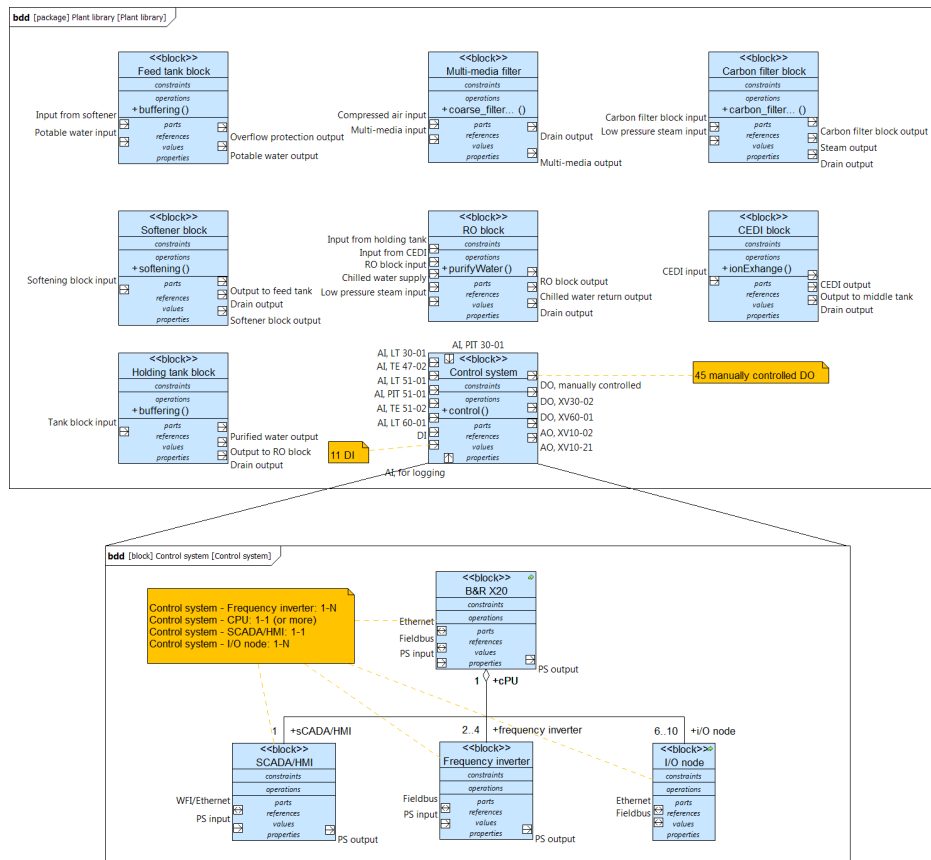 bdd [package] Plant library [Plant library]
<<block>>
Feed tank block
constraints
operations
+buffering()
parts
references
values
properties
Input from softener
Potable water input
Overflow protection output
Potable water output
<<block>>
Multi-media filter
constraints
operations
+coarse_filter... ()
parts
references
values
properties
Compressed air input
Multi-media input
Drain output
Multi-media output
<<block>>
Carbon filter block
constraints
operations
+carbon_filter... ()
parts
references
values
properties
Carbon filter block input
Low pressure steam input
Carbon filter block output
Steam output
Drain output
<<block>>
Softener block
constraints
operations
+softening()
parts
references
values
properties
Softening block input
Output to feed tank
Drain output
Softener block output
<<block>>
RO block
constraints
operations
+purifyWater()
parts
references
values
properties
Input from holding tank
Input from CEDI
RO block input
Chilled water supply
Low pressure steam input
RO block output
Chilled water return output
Drain output
<<block>>
CEDI block
constraints
operations
+ionExhange()
parts
references
values
properties
CEDI input
CEDI output
Output to middle tank
Drain output
<<block>>
Holding tank block
constraints
operations
+buffering()
parts
references
values
properties
Tank block input
Purified water output
Output to RO block
Drain output
AI, PIT 30-01
<<block>>
Control system
constraints
operations
+control()
parts
references
values
properties
AI, LT 30-01
AI, TE 47-02
AI, LT 51-01
AI, PIT 51-01
AI, TE 51-02
AI, LT 60-01
DI
AI, for logging
DO, manually controlled
DO, XV30-02
DO, XV60-01
AO, XV10-02
AO, XV10-21
45 manually controlled DO
11 DI
bdd [block] Control system [Control system]
Control system - Frequency inverter: 1-N
Control system - CPU: 1-1 (or more)
Control system - SCADA/HMI: 1-1
Control system - I/O node: 1-N
<<block>>
B&R X20
constraints
operations
parts
references
values
properties
Ethernet
Fieldbus
PS input
PS output
1 +cPU
1 +sCADA/HMI
2..4 +frequency inverter
6..10 +i/O node
<<block>>
SCADA/HMI
constraints
operations
parts
references
values
properties
WFI/Ethernet
PS input
PS output
<<block>>
Frequency inverter
constraints
operations
parts
references
values
properties
Fieldbus
PS input
PS output
<<block>>
I/O node
constraints
operations
parts
references
values
properties
Ethernet
Fieldbus